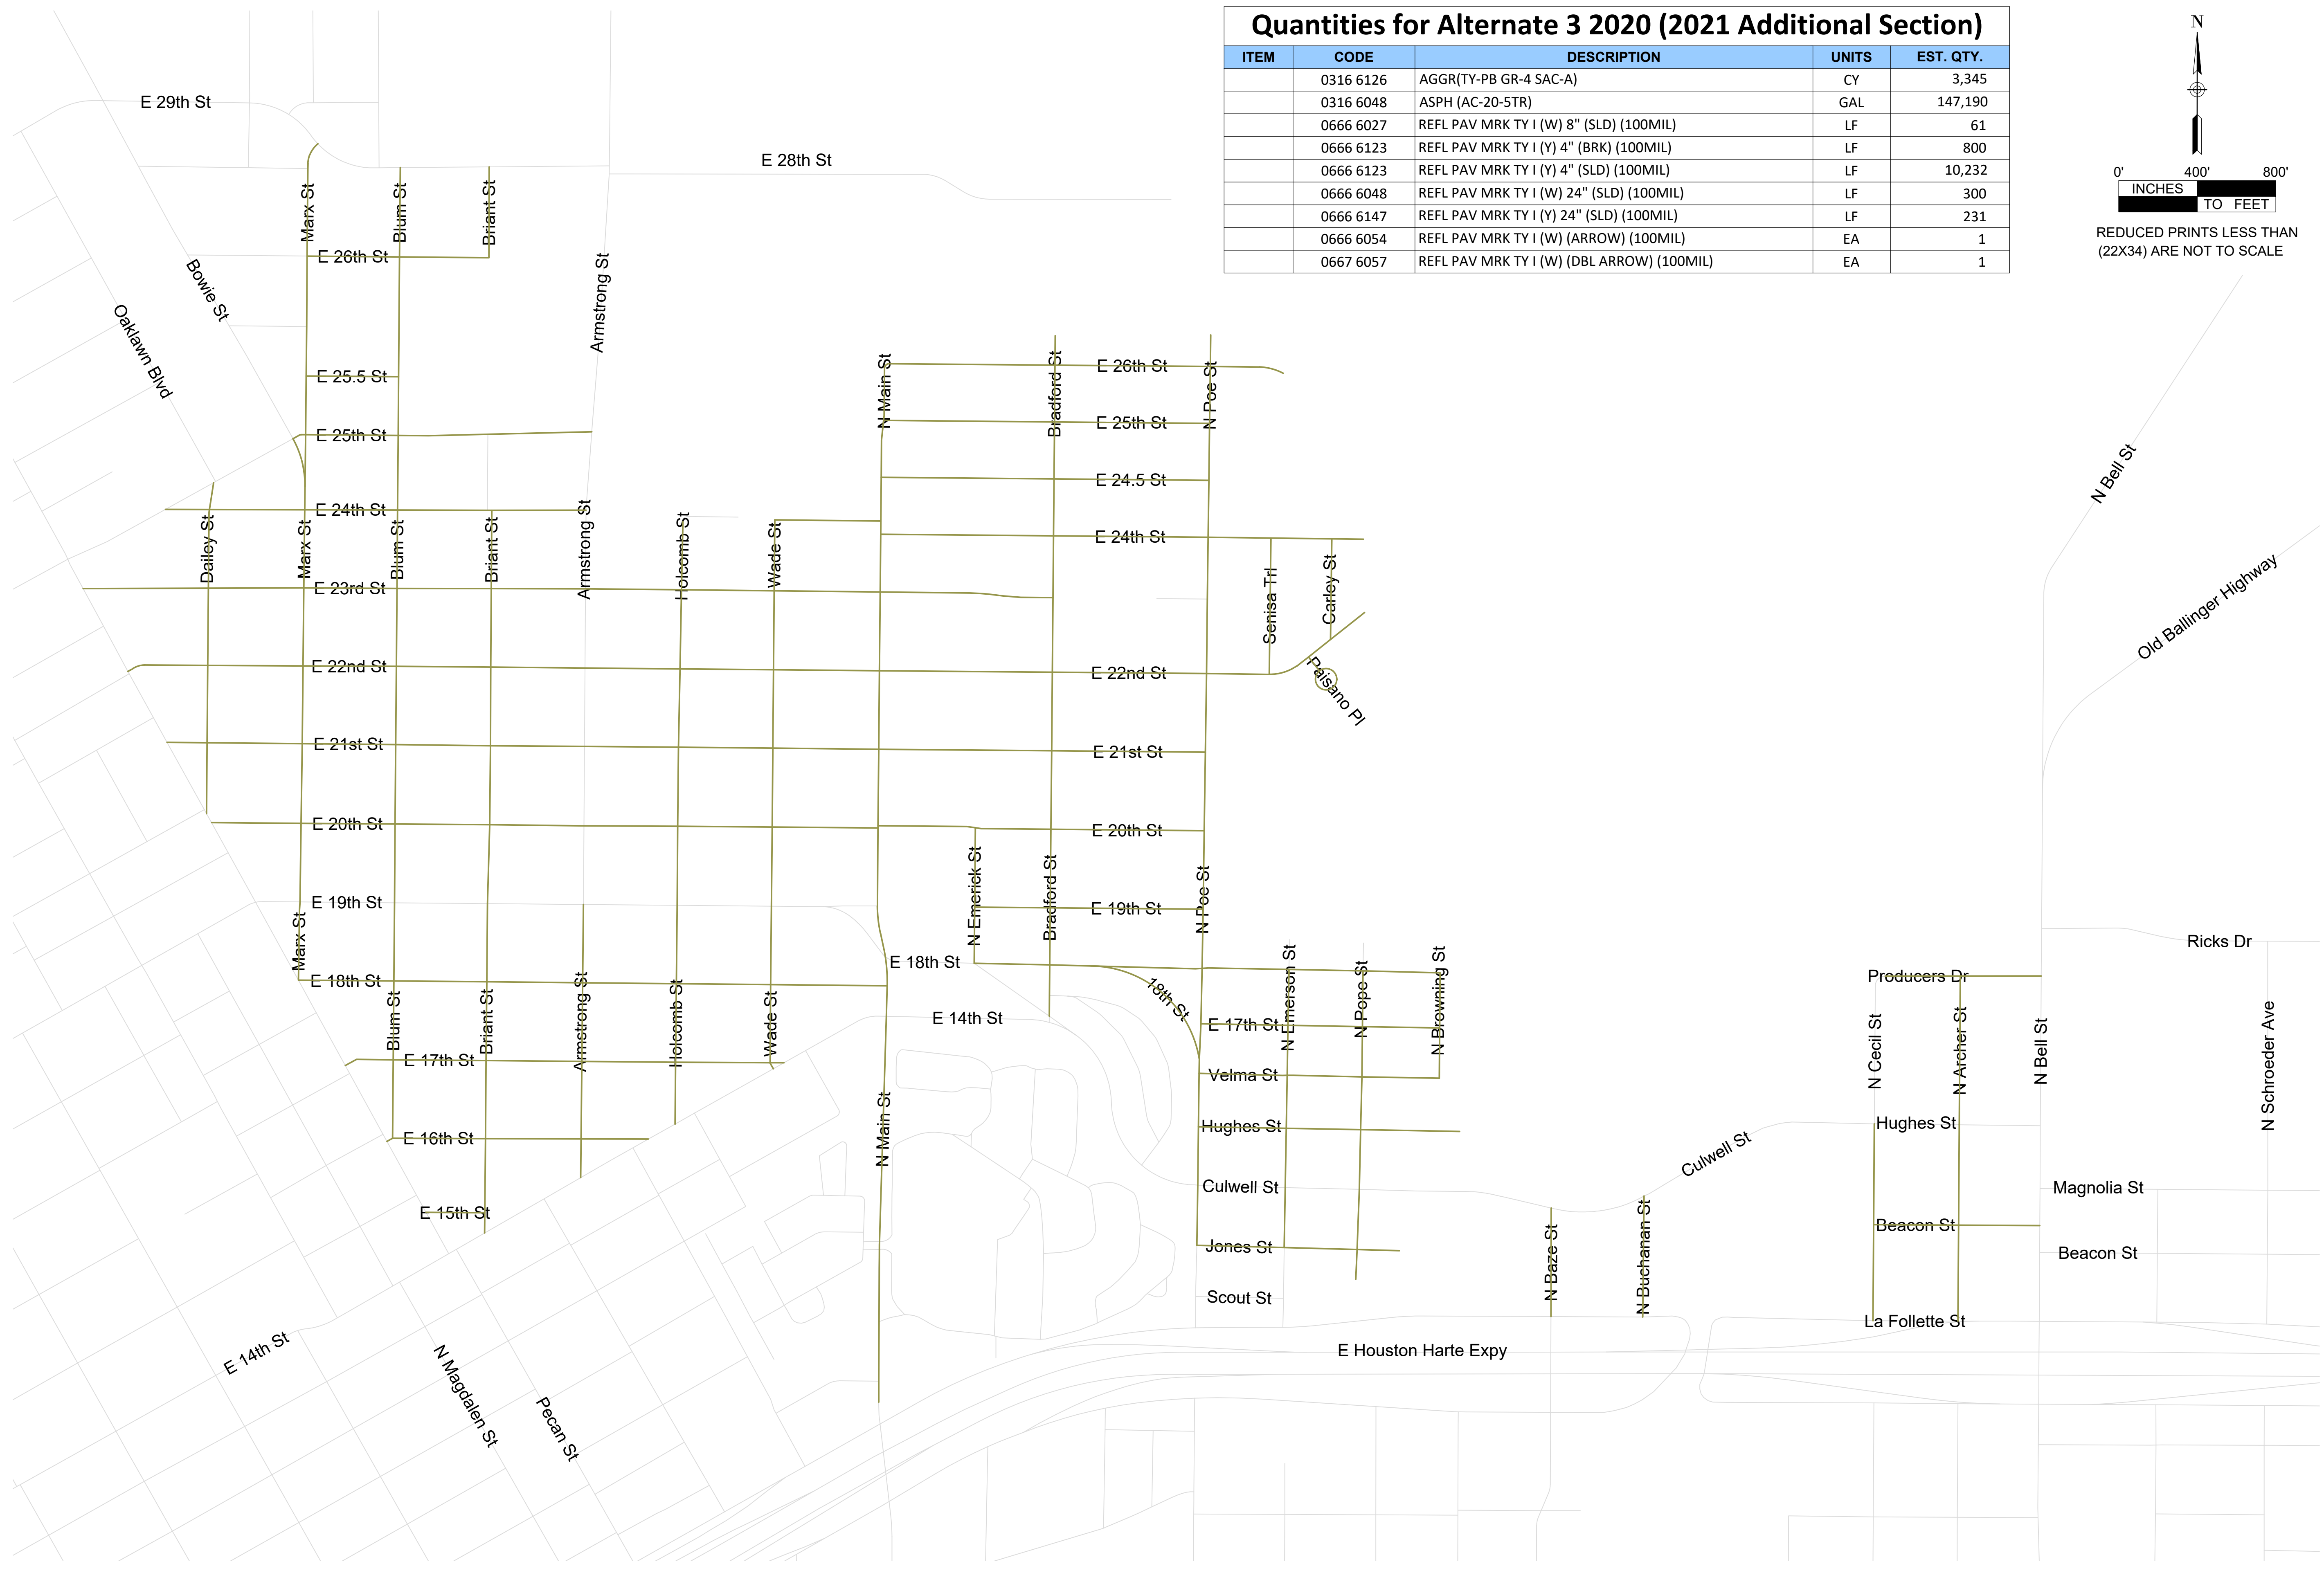 Quantities for Alternate 3 2020 (2021 Additional Section)
ITEM CODE DESCRIPTION UNITS EST. QTY.
0316 6126 AGGR(TY-PB GR-4 SAC-A) CY 3,345
0316 6048 ASPH (AC-20-5TR) GAL 147,190
0666 6027 REFL PAV MRK TY I (W) 8" (SLD) (100MIL) LF 61
0666 6123 REFL PAV MRK TY I (Y) 4" (BRK) (100MIL) LF 800
0666 6123 REFL PAV MRK TY I (Y) 4" (SLD) (100MIL) LF 10,232
0666 6048 REFL PAV MRK TY I (W) 24" (SLD) (100MIL) LF 300
0666 6147 REFL PAV MRK TY I (Y) 24" (SLD) (100MIL) LF 231
0666 6054 REFL PAV MRK TY I (W) (ARROW) (100MIL) EA 1
0667 6057 REFL PAV MRK TY I (W) (DBL ARROW) (100MIL) EA 1
N
0' 400' 800'
INCHES
TO FEET
REDUCED PRINTS LESS THAN
(22X34) ARE NOT TO SCALE
E 29th St
E 28th St
Marx St
Blum St
Briant St
E 26th St
Bowie St
Oaklawn Blvd
Armstrong St
E 25.5 St
E 25th St
E 24th St
N Main St
Bradford St
N Poe St
E 26th St
E 25th St
E 24.5 St
E 24th St
N Bell St
Old Ballinger Highway
Dailey St
Marx St
Blum St
Briant St
Armstrong St
Holcomb St
Wade St
E 23rd St
Senisa Trl
Carley St
E 22nd St
E 22nd St
Paisano Pl
E 21st St
E 21st St
E 20th St
E 20th St
N Emerick St
Bradford St
N Poe St
E 19th St
E 19th St
Marx St
E 18th St
E 18th St
18th St
E 14th St
Blum St
Briant St
Armstrong St
Holcomb St
Wade St
E 17th St
E 17th St
N Emerson St
N Pope St
N Browning St
Velma St
E 16th St
N Main St
Hughes St
Culwell St
Culwell St
E 15th St
Jones St
Scout St
N Baze St
N Buchanan St
Ricks Dr
Producers Dr
N Cecil St
N Archer St
N Bell St
N Schroeder Ave
Hughes St
Magnolia St
Beacon St
Beacon St
La Follette St
E Houston Harte Expy
E 14th St
N Magdalen St
Pecan St